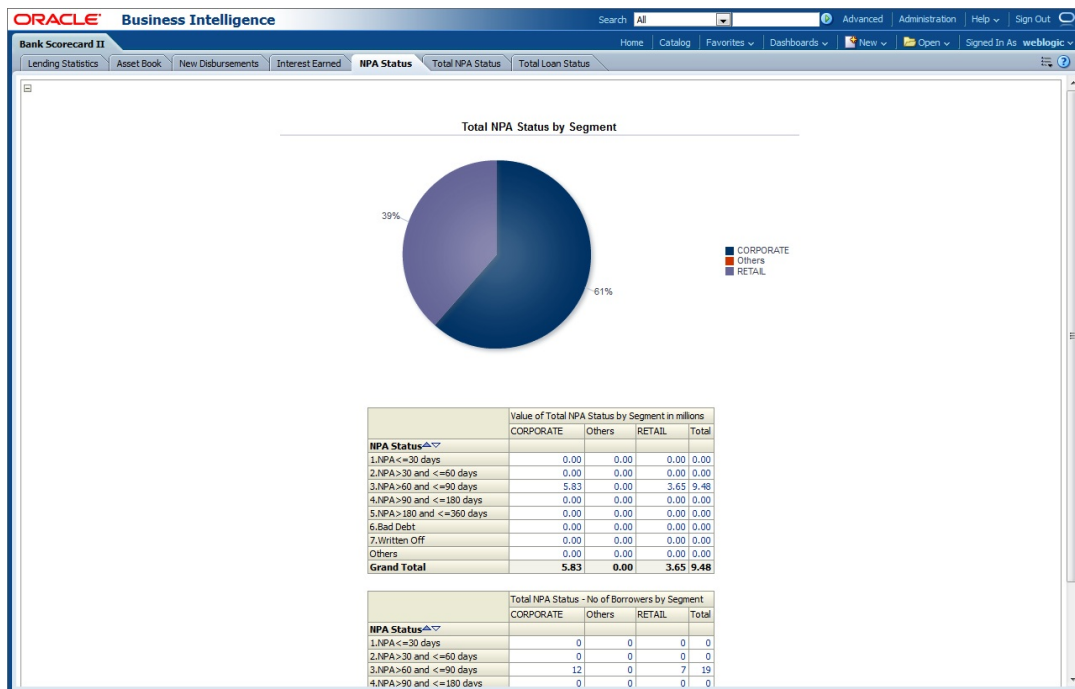 ORACLE Business Intelligence Search All Advanced Administration Help Sign Out
Bank Scorecard II Home Catalog Favorites Dashboards New Open Signed In As weblogic
Lending Statistics Asset Book New Disbursements Interest Earned NPA Status Total NPA Status Total Loan Status
Total NPA Status by Segment
39%
CORPORATE
Others
RETAIL
61%
Value of Total NPA Status by Segment in millions
CORPORATE Others RETAIL Total
NPA Status
1.NPA<=30 days 0.00 0.00 0.00 0.00
2.NPA>30 and <=60 days 0.00 0.00 0.00 0.00
3.NPA>60 and <=90 days 5.83 0.00 3.65 9.48
4.NPA>90 and <=180 days 0.00 0.00 0.00 0.00
5.NPA>180 and <=360 days 0.00 0.00 0.00 0.00
6.Bad Debt 0.00 0.00 0.00 0.00
7.Written Off 0.00 0.00 0.00 0.00
Others 0.00 0.00 0.00 0.00
Grand Total 5.83 0.00 3.65 9.48
Total NPA Status - No of Borrowers by Segment
CORPORATE Others RETAIL Total
NPA Status
1.NPA<=30 days 0 0 0 0
2.NPA>30 and <=60 days 0 0 0 0
3.NPA>60 and <=90 days 12 0 7 19
4.NPA>90 and <=180 days 0 0 0 0